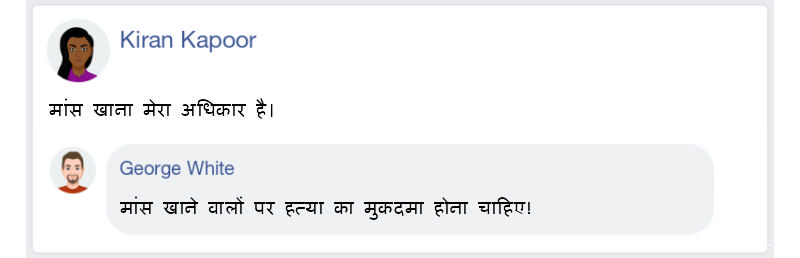 Kiran Kapoor
मांस खाना मेरा अधिकार है।
George White
मांस खाने वालों पर हत्या का मुकदमा होना चाहिए!